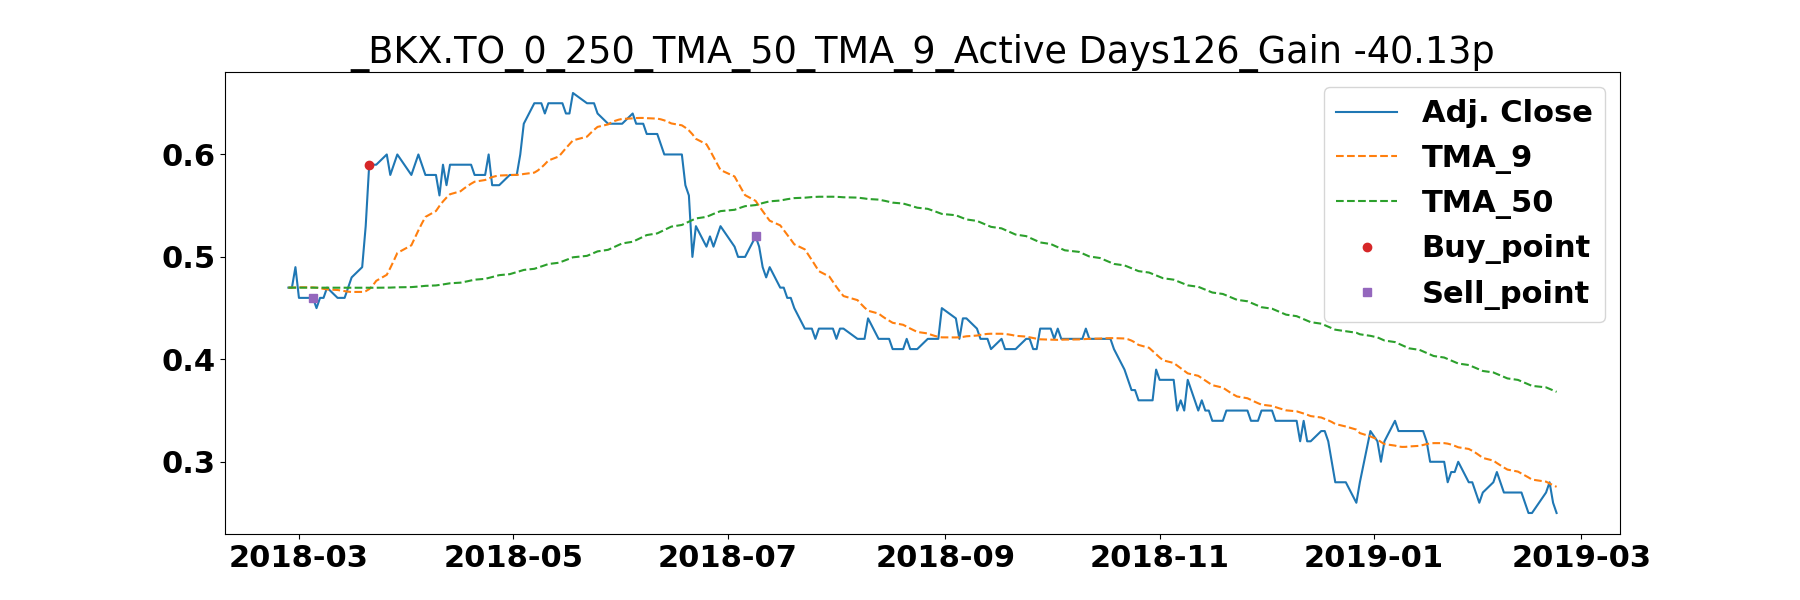 _BKX.TO_0_250_TMA_50_TMA_9_Active Days126_Gain -40.13p
Adj. Close
TMA_9
TMA_50
Buy_point
Sell_point
0.6
0.5
0.4
0.3
2018-03 2018-05 2018-07 2018-09 2018-11 2019-01 2019-03